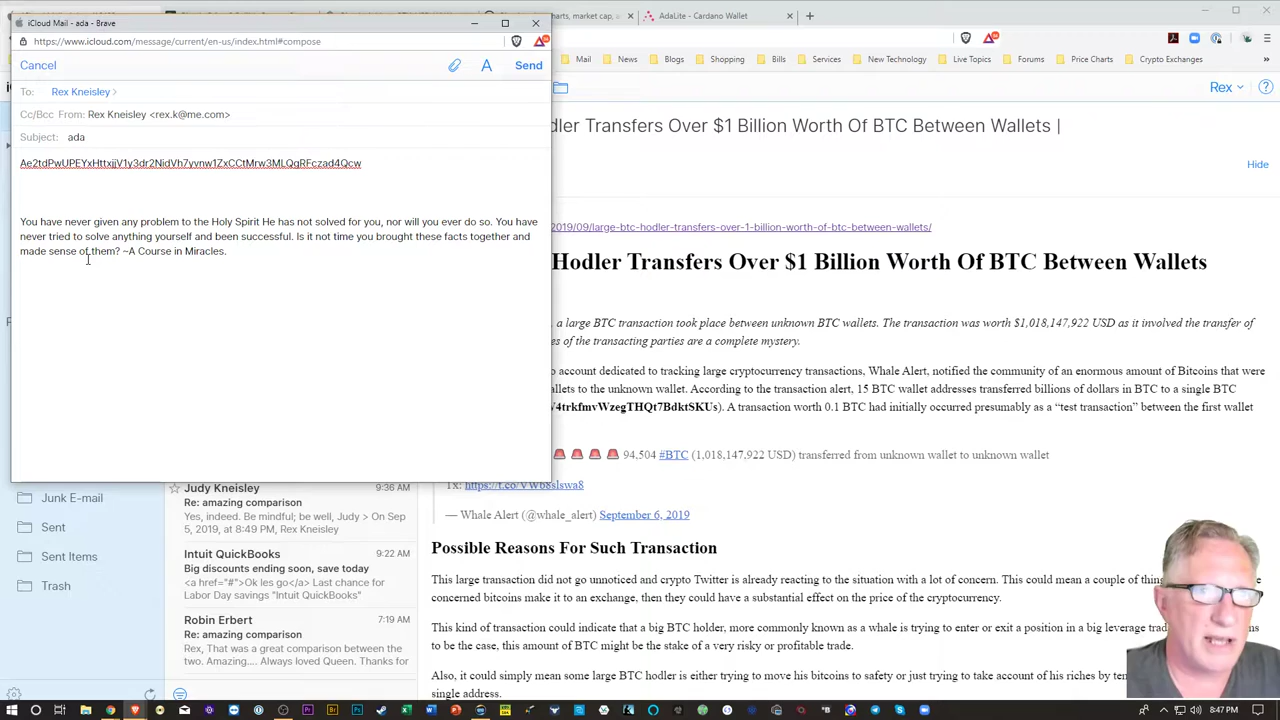 iCloud Mail - ada - Brave
charts, market cap,
AdaLite - Cardano Wallet
https://www.icloud.com/message/current/en-us/index.html#compose
Mail News Blogs Shopping Bills Services New Technology Live Topics Forums Price Charts Crypto Exchanges
Cancel
Send
Rex
To: Rex Kneisley
Cc/Bcc From: Rex Kneisley <rex.k@me.com>
Subject: ada
dler Transfers Over $1 Billion Worth Of BTC Between Wallets |
Hide
Ae2tdPwUPEYxHttxjjV1y3dr2NidVh7yvnw1ZxCCtMrw3MLQgRFczad4Qcw
You have never given any problem to the Holy Spirit He has not solved for you, nor will you ever do so. You have
never tried to solve anything yourself and been successful. Is it not time you brought these facts together and
made sense of them? ~A Course in Miracles.
2019/09/large-btc-hodler-transfers-over-1-billion-worth-of-btc-between-wallets/
Hodler Transfers Over $1 Billion Worth Of BTC Between Wallets
, a large BTC transaction took place between unknown BTC wallets. The transaction was worth $1,018,147,922 USD as it involved the transfer of
es of the transacting parties are a complete mystery.
o account dedicated to tracking large cryptocurrency transactions, Whale Alert, notified the community of an enormous amount of Bitcoins that were
allets to the unknown wallet. According to the transaction alert, 15 BTC wallet addresses transferred billions of dollars in BTC to a single BTC
V4trkfmvWzegTHQt7BdktSKUs). A transaction worth 0.1 BTC had initially occurred presumably as a “test transaction” between the first wallet
94,504 #BTC (1,018,147,922 USD) transferred from unknown wallet to unknown wallet
Tx: https://t.co/VWb8slswa8
— Whale Alert (@whale_alert) September 6, 2019
Possible Reasons For Such Transaction
This large transaction did not go unnoticed and crypto Twitter is already reacting to the situation with a lot of concern. This could mean a couple of thing
concerned bitcoins make it to an exchange, then they could have a substantial effect on the price of the cryptocurrency.
This kind of transaction could indicate that a big BTC holder, more commonly known as a whale is trying to enter or exit a position in a big leverage trad
to be the case, this amount of BTC might be the stake of a very risky or profitable trade.
Also, it could simply mean some large BTC hodler is either trying to move his bitcoins to safety or just trying to take account of his riches by
single address.
Junk E-mail
Sent
Sent Items
Trash
Judy Kneisley 9:36 AM
Re: amazing comparison
Yes, indeed. Be mindful; be well, Judy > On Sep
5, 2019, at 8:49 PM, Rex Kneisley
Intuit QuickBooks 9:22 AM
Big discounts ending soon, save today
<a href="#">Ok les go</a> Last chance for
Labor Day savings "Intuit QuickBooks"
Robin Erbert 7:19 AM
Re: amazing comparison
Rex, That was a great comparison between the
two. Amazing.... Always loved Queen. Thanks for
8:47 PM